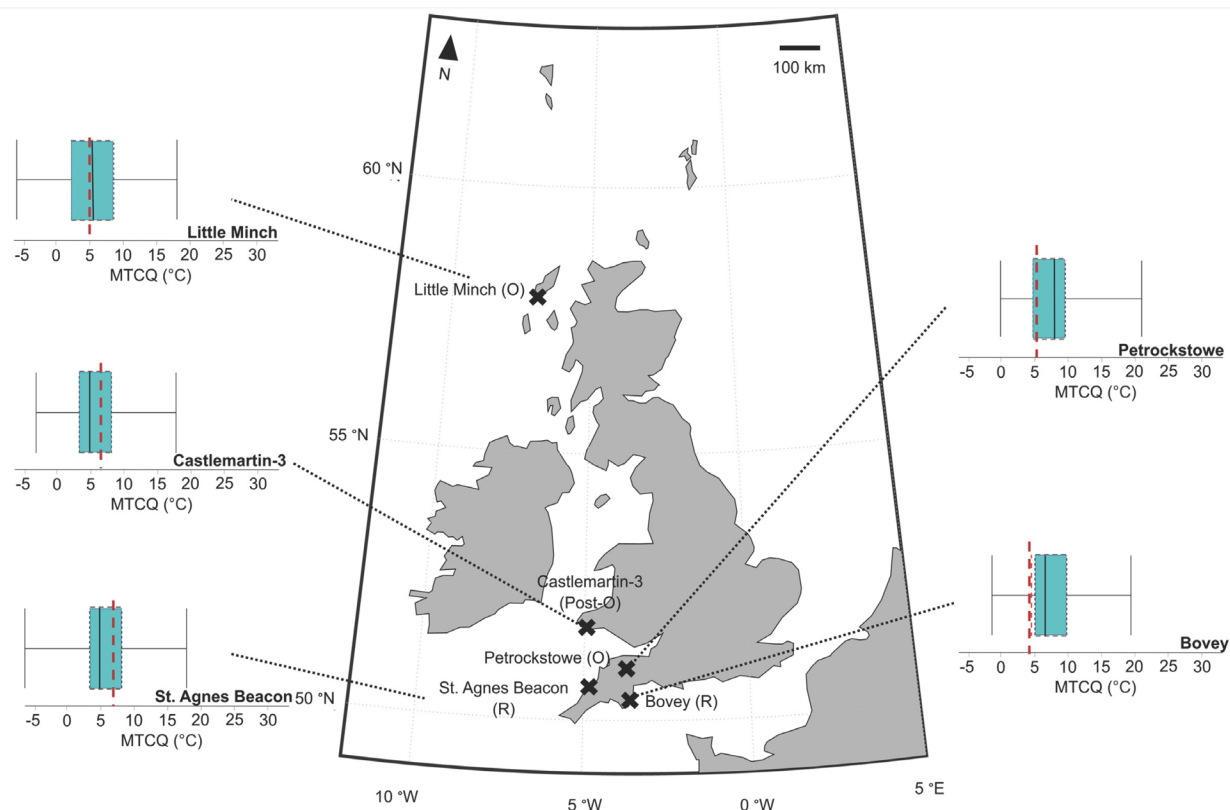 N
100 km
60 °N
55 °N
50 °N
10 °W
5 °W
0 °W
5 °E
Little Minch
-5 0 5 10 15 20 25 30
MTCQ (°C)
Castlemartin-3
-5 0 5 10 15 20 25 30
MTCQ (°C)
St. Agnes Beacon
-5 0 5 10 15 20 25 30
MTCQ (°C)
Little Minch (O)
Castlemartin-3
(Post-O)
Petrockstowe (O)
St. Agnes Beacon
(R)
Bovey (R)
Petrockstowe
-5 0 5 10 15 20 25 30
MTCQ (°C)
Bovey
-5 0 5 10 15 20 25 30
MTCQ (°C)